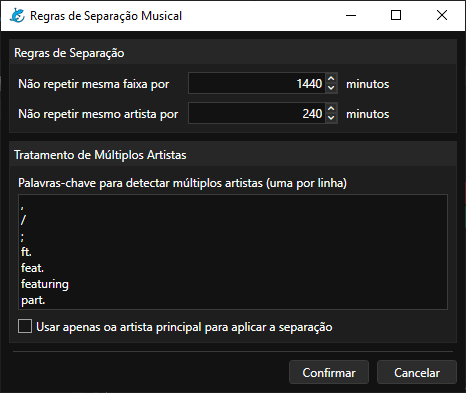 Regras de Separação Musical
Regras de Separação
Não repetir mesma faixa por 1440 minutos
Não repetir mesmo artista por 240 minutos
Tratamento de Múltiplos Artistas
Palavras-chave para detectar múltiplos artistas (uma por linha)
,
/
;
ft.
feat.
featuring
part.
Usar apenas oa artista principal para aplicar a separação
Confirmar Cancelar